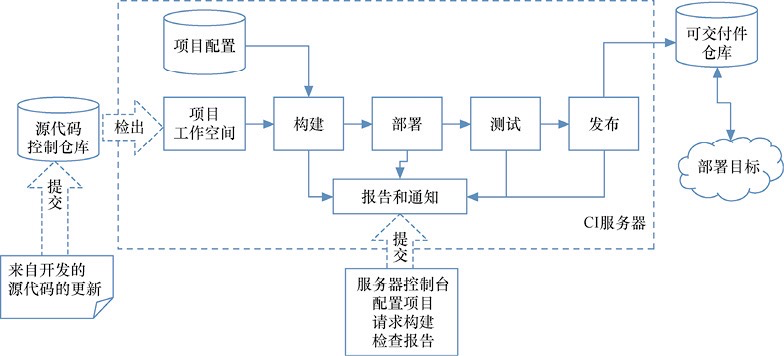 项目配置
可交付件
仓库
源代码
控制仓库
检出
项目
工作空间
构建
部署
测试
发布
部署目标
提
交
报告和通知
CI服务器
提
交
来自开发的
源代码的更新
服务器控制台
配置项目
请求构建
检查报告